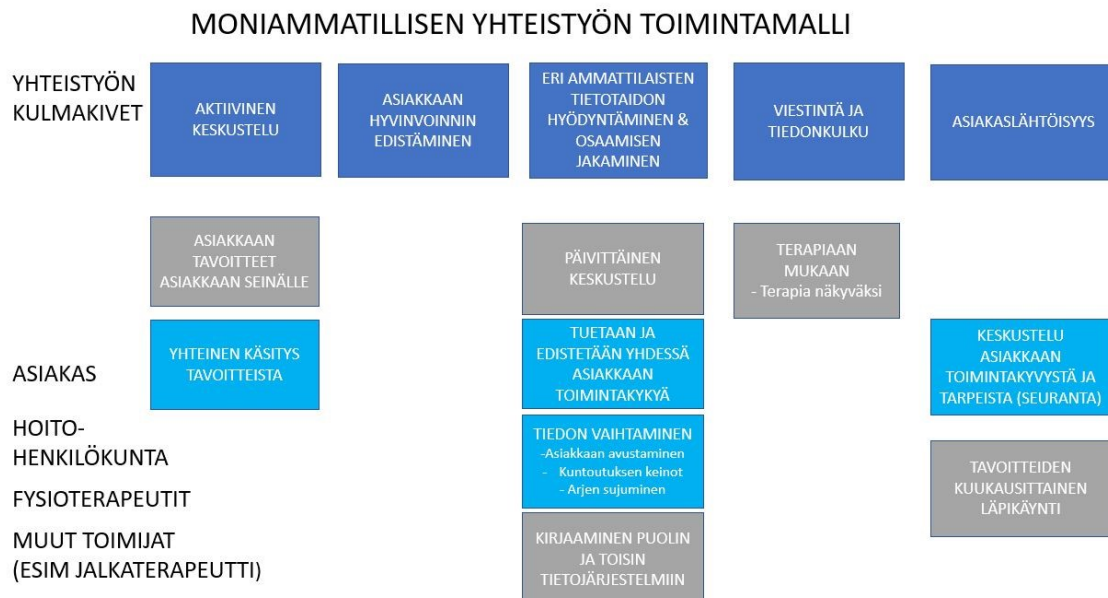 MONIAMMATILLISEN YHTEISTYÖN TOIMINTAMALLI
YHTEISTYÖN
KULMAKIVET
AKTIIVINEN
KESKUSTELU
ASIAKKAAN
HYVINVOINNIN
EDISTÄMINEN
ERI AMMATTILAISTEN
TIETOTAIDON
HYÖDYNTÄMINEN &
OSAAMISEN
JAKAMINEN
VIESTINTÄ JA
TIEDONKULKU
ASIAKASLÄHTÖISYYS
ASIAKKAAN
TAVOITTEET
ASIAKKAAN SEINÄLLE
PÄIVITTÄINEN
KESKUSTELU
TERAPIAAN
MUKAAN
- Terapia näkyväksi
ASIAKAS
YHTEINEN KÄSITYS
TAVOITTEISTA
TUETAAN JA
EDISTETÄÄN YHDESSÄ
ASIAKKAAN
TOIMINTAKYKYÄ
KESKUSTELU
ASIAKKAAN
TOIMINTAKYVYSTÄ JA
TARPEISTA (SEURANTA)
HOITO-
HENKILÖKUNTA
TIEDON VAIHTAMINEN
-Asiakkaan avustaminen
- Kuntoutuksen keinot
- Arjen sujuminen
TAVOITTEIDEN
KUUKAUSITTAINEN
LÄPIKÄYNTI
FYSIOTERAPEUTIT
MUUT TOIMIJAT
(ESIM JALKATERAPEUTTI)
KIRJAAMINEN PUOLIN
JA TOISIN
TIETOJÄRJESTELMIIN